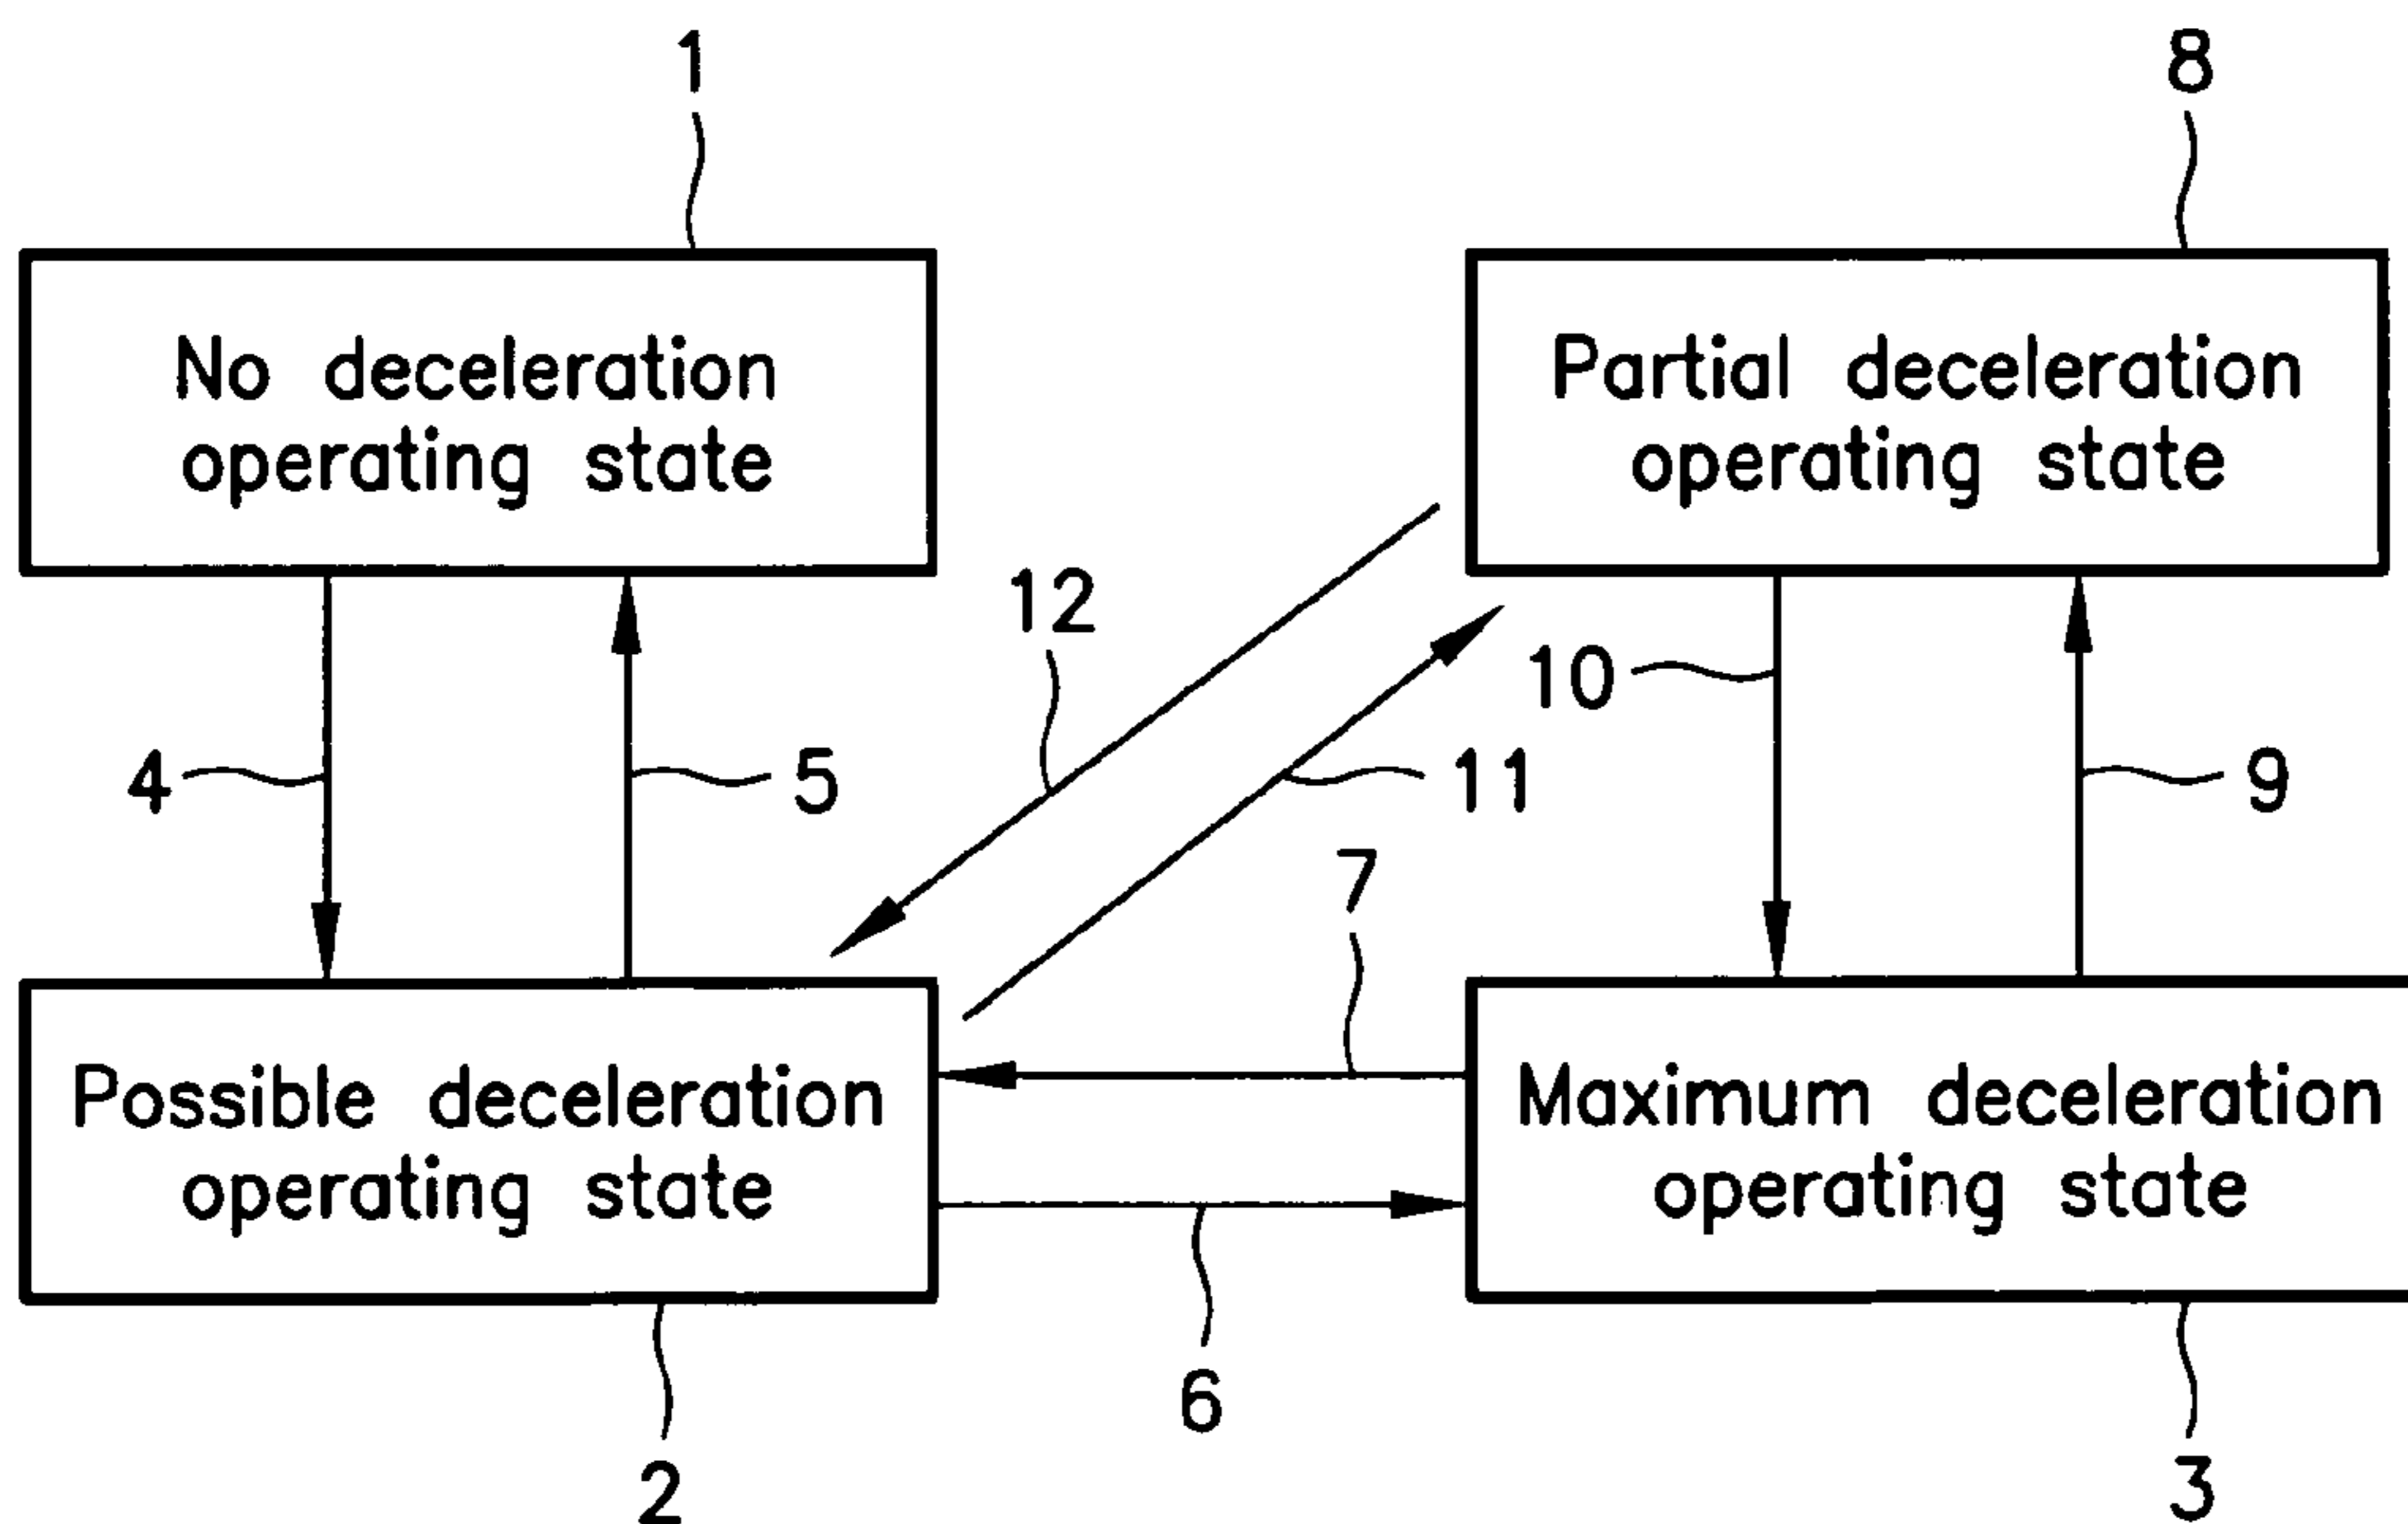 1
8
No deceleration
operating state
Partial deceleration
operating state
12
10
4
5
11
9
7
Possible deceleration
operating state
Maximum deceleration
operating state
6
2
3